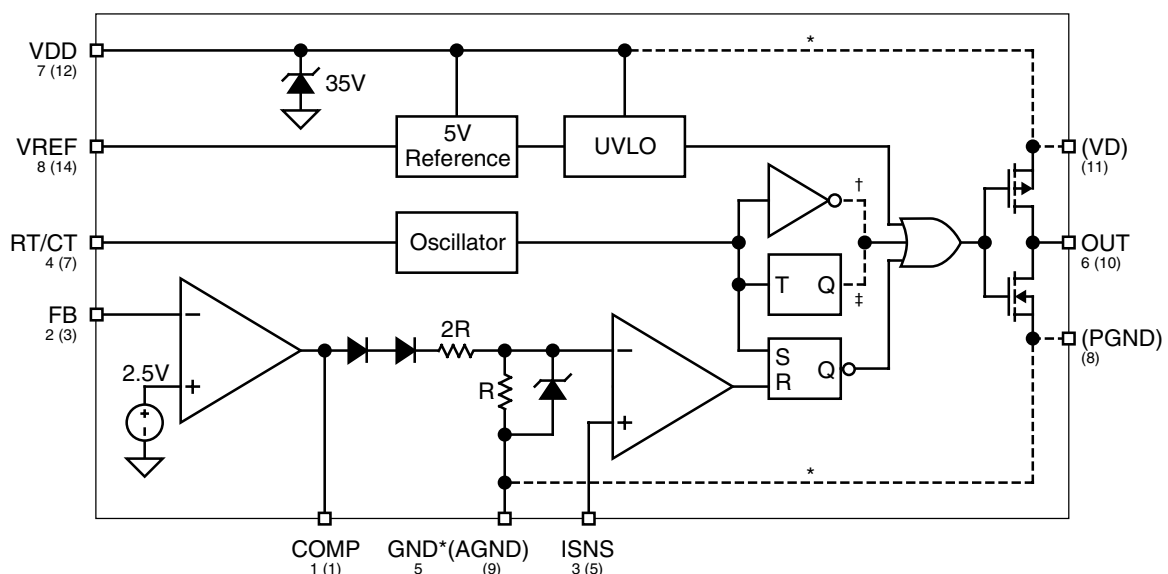 VDD
7 (12)
*
35V
VREF
8 (14)
5V
Reference
UVLO
(VD)
(11)
†
RT/CT
4 (7)
Oscillator
OUT
6 (10)
T Q
‡
FB
2 (3)
−
2R
−
(PGND)
(8)
2.5V
+
R
S
R
Q
+
−
+
*
COMP
1 (1)
GND*(AGND)
5 (9)
ISNS
3 (5)